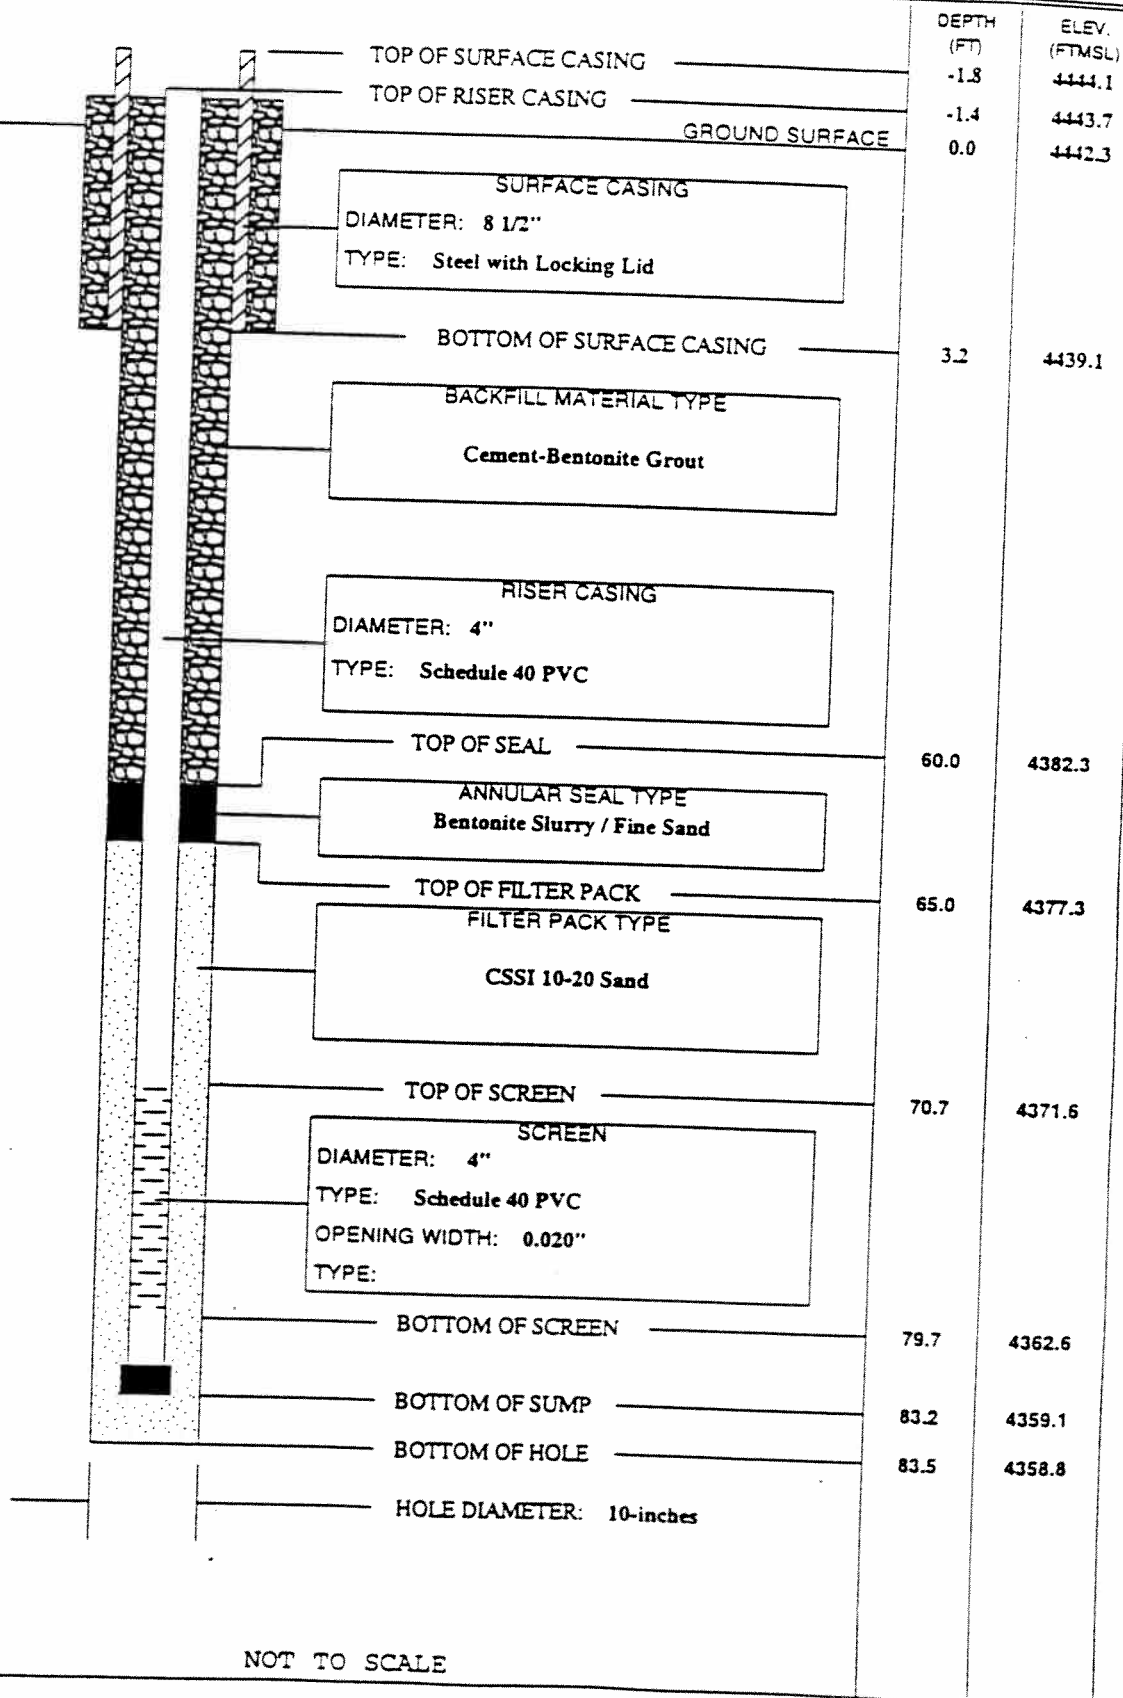 DEPTH (FT) ELEV. (FTMSL)
TOP OF SURFACE CASING -1.8 4444.1
TOP OF RISER CASING -1.4 4443.7
GROUND SURFACE 0.0 4442.3
SURFACE CASING
DIAMETER: 8 1/2"
TYPE: Steel with Locking Lid
BOTTOM OF SURFACE CASING 3.2 4439.1
BACKFILL MATERIAL TYPE
Cement-Bentonite Grout
RISER CASING
DIAMETER: 4"
TYPE: Schedule 40 PVC
TOP OF SEAL 60.0 4382.3
ANNULAR SEAL TYPE
Bentonite Slurry / Fine Sand
TOP OF FILTER PACK 65.0 4377.3
FILTER PACK TYPE
CSSI 10-20 Sand
TOP OF SCREEN 70.7 4371.6
SCREEN
DIAMETER: 4"
TYPE: Schedule 40 PVC
OPENING WIDTH: 0.020"
TYPE:
BOTTOM OF SCREEN 79.7 4362.6
BOTTOM OF SUMP 83.2 4359.1
BOTTOM OF HOLE 83.5 4358.8
HOLE DIAMETER: 10-inches
NOT TO SCALE